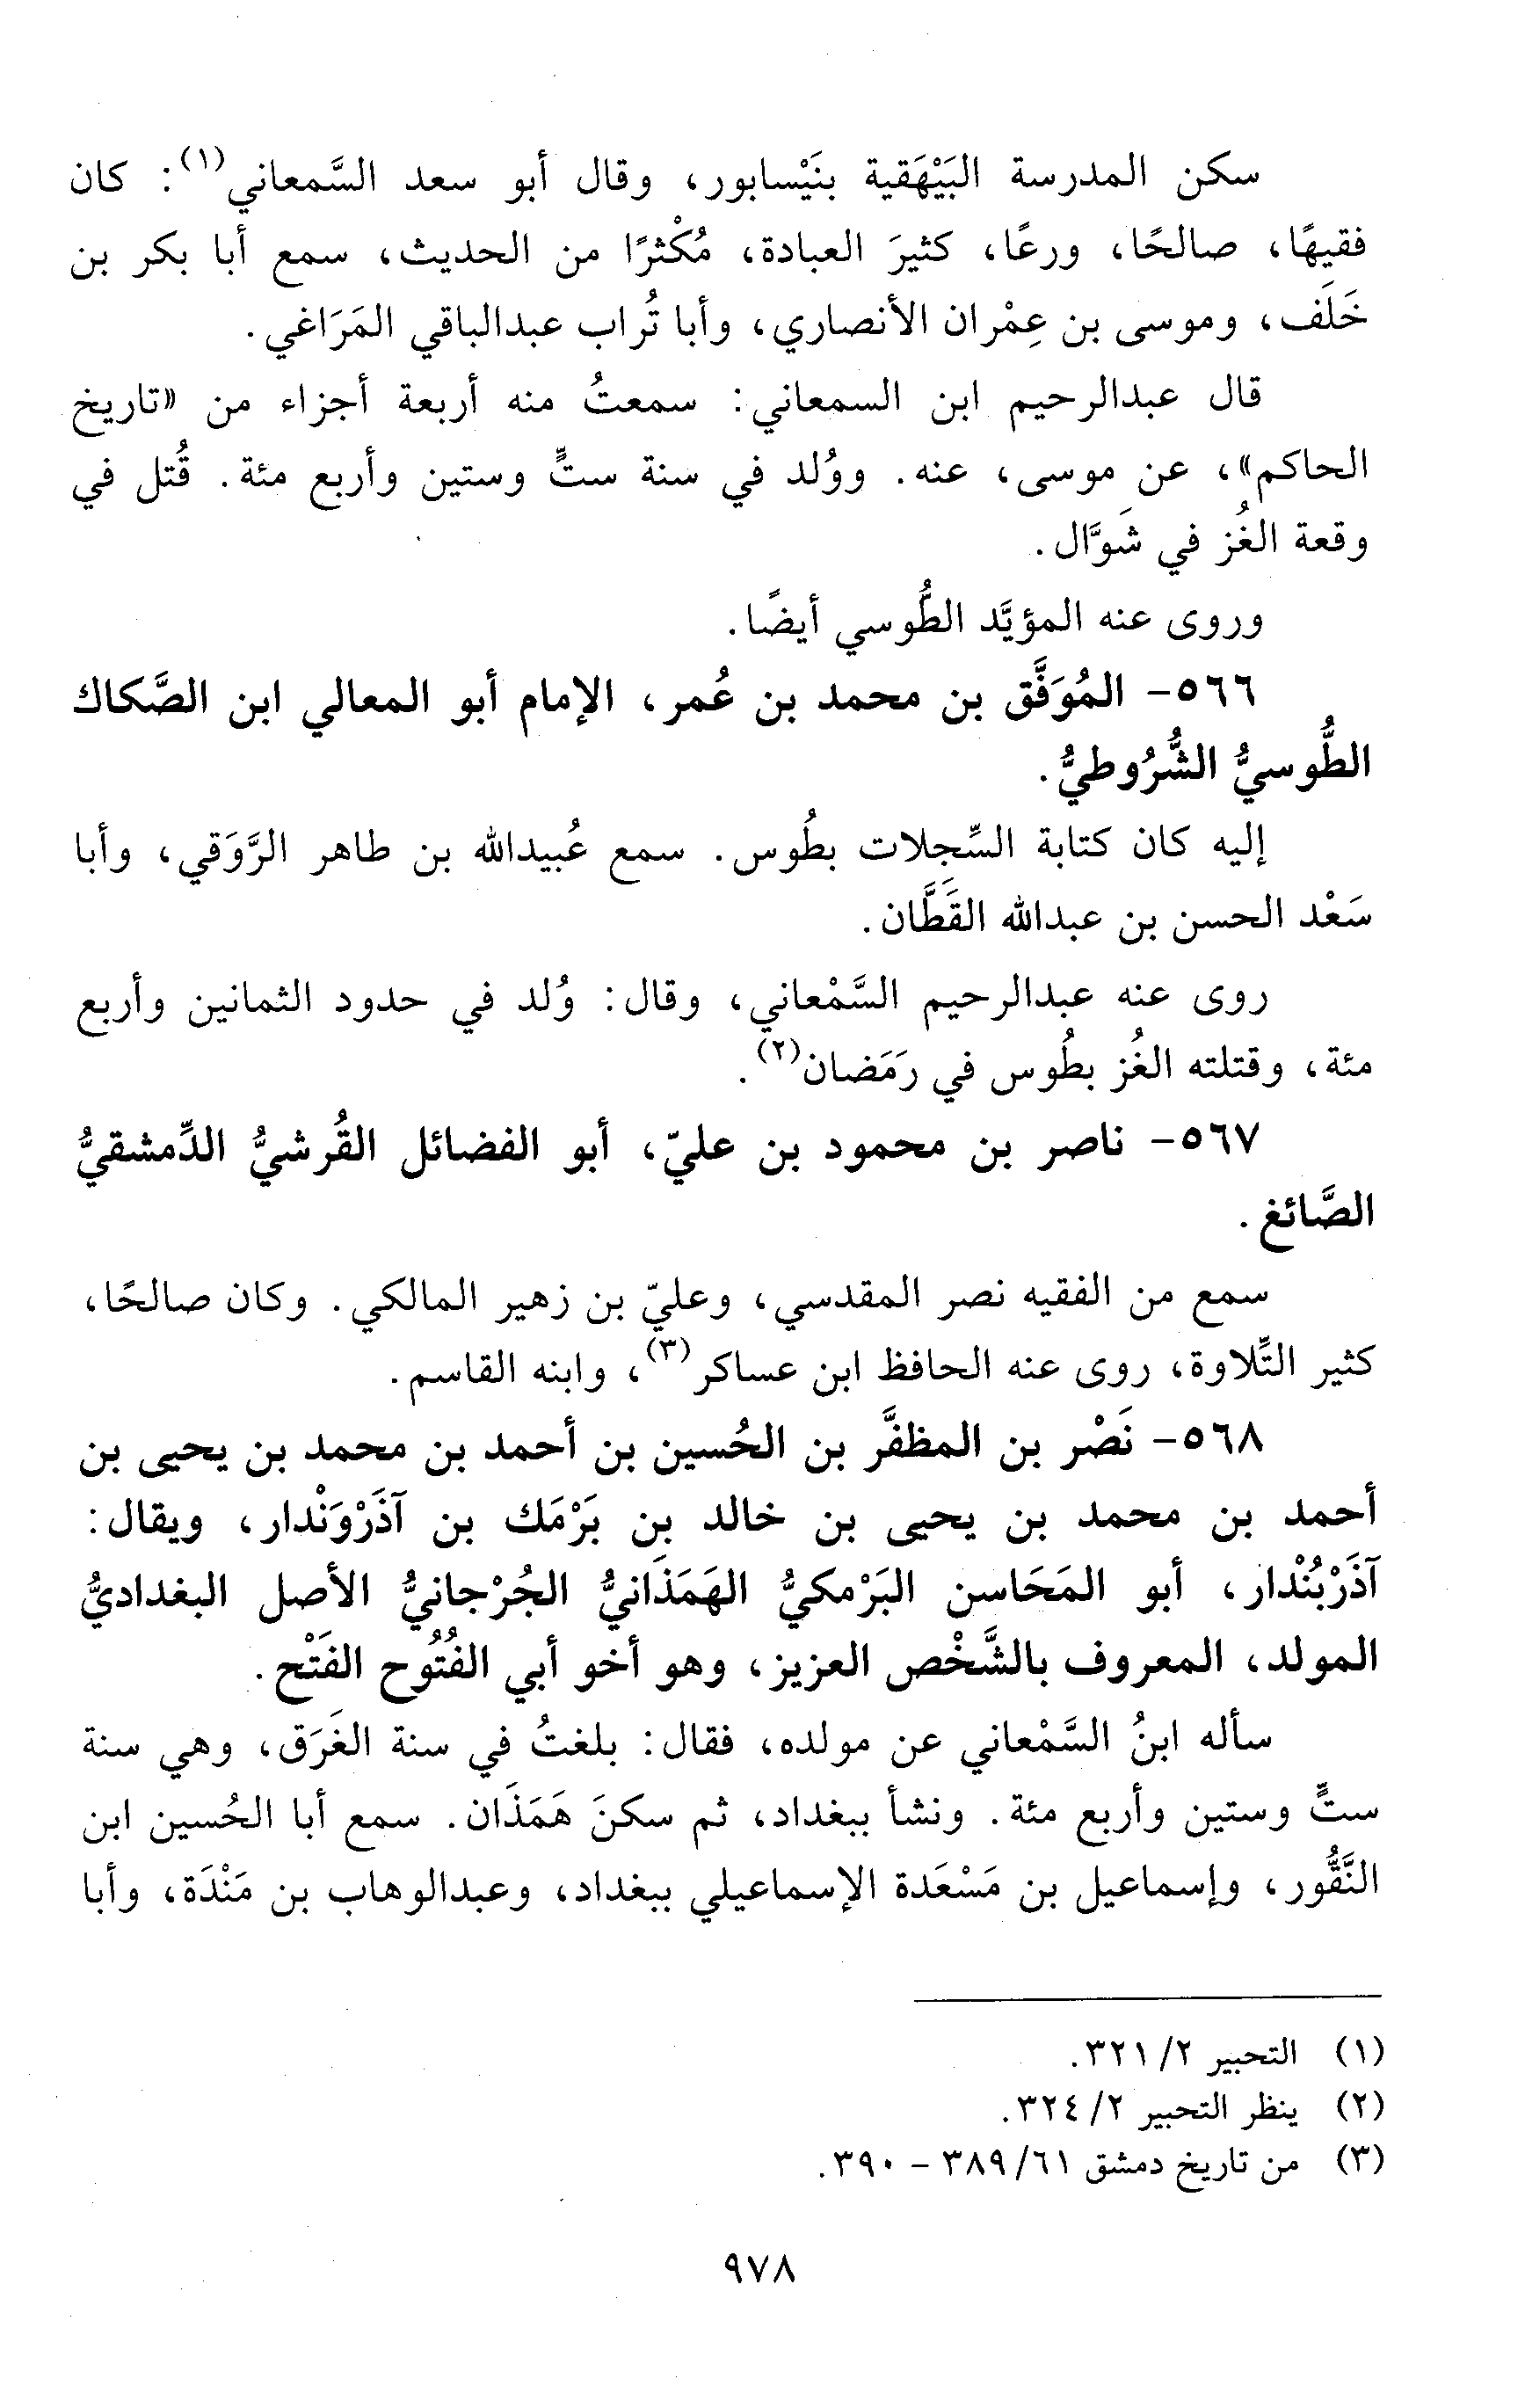 سكن المدرسة البَيْهَقية بنَيْسابور، وقال أبو سعد السَّمعاني(١): كان
فقيهًا، صالحًا، ورعًا، كثيرَ العبادة، مُكْثرًا من الحديث، سمع أبا بكر بن
خَلَف، وموسى بن عِمْران الأنصاري، وأبا تُراب عبدالباقي المَرَاغي.
قال عبدالرحيم ابن السمعاني: سمعتُ منه أربعة أجزاء من «تاريخ
الحاكم»، عن موسى، عنه. ووُلد في سنة ستٍّ وستين وأربع مئة. قُتل في
وقعة الغُز في شَوَّال.
وروى عنه المؤيَّد الطُّوسي أيضًا.
٥٦٦- المُوَفَّق بن محمد بن عُمر، الإمام أبو المعالي ابن الصَّكاك
الطُّوسيُّ الشُّرُوطيُّ.
إليه كان كتابة السِّجلات بطُوس. سمع عُبيدالله بن طاهر الرَّوَقي، وأبا
سَعْد الحسن بن عبدالله القَطَّان.
روى عنه عبدالرحيم السَّمْعاني، وقال: وُلد في حدود الثمانين وأربع
مئة، وقتلته الغُز بطُوس في رَمَضان(٢).
٥٦٧- ناصر بن محمود بن عليّ، أبو الفضائل القُرشيُّ الدِّمشقيُّ
الصَّائغ.
سمع من الفقيه نصر المقدسي، وعليّ بن زهير المالكي. وكان صالحًا،
كثير التِّلاوة، روى عنه الحافظ ابن عساكر(٣)، وابنه القاسم.
٥٦٨- نَصْر بن المظفَّر بن الحُسين بن أحمد بن محمد بن يحيى بن
أحمد بن محمد بن يحيى بن خالد بن بَرْمَك بن آذَرْوَنْدار، ويقال:
آذَرْبُنْدار، أبو المَحَاسن البَرْمكيُّ الهَمَذَانيُّ الجُرْجانيُّ الأصل البغداديُّ
المولد، المعروف بالشَّخْص العزيز، وهو أخو أبي الفُتُوح الفَتْح.
سأله ابنُ السَّمْعاني عن مولده، فقال: بلغتُ في سنة الغَرَق، وهي سنة
ستٍّ وستين وأربع مئة. ونشأ ببغداد، ثم سكنَ هَمَذَان. سمع أبا الحُسين ابن
النَّقُّور، وإسماعيل بن مَسْعَدة الإسماعيلي ببغداد، وعبدالوهاب بن مَنْدَة، وأبا
(١) التحبير ٢/ ٣٢١.
(٢) ينظر التحبير ٢/ ٣٢٤.
(٣) من تاريخ دمشق ٦١/ ٣٨٩ - ٣٩٠.
٩٧٨